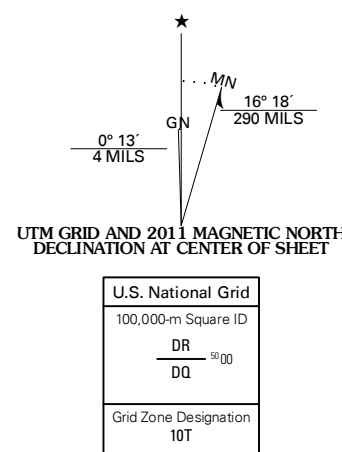 ★
MN
16° 18´
290 MILS
GN
0° 13´
4 MILS
UTM GRID AND 2011 MAGNETIC NORTH
DECLINATION AT CENTER OF SHEET
U.S. National Grid
100,000-m Square ID
DR
5000
DQ
Grid Zone Designation
10T